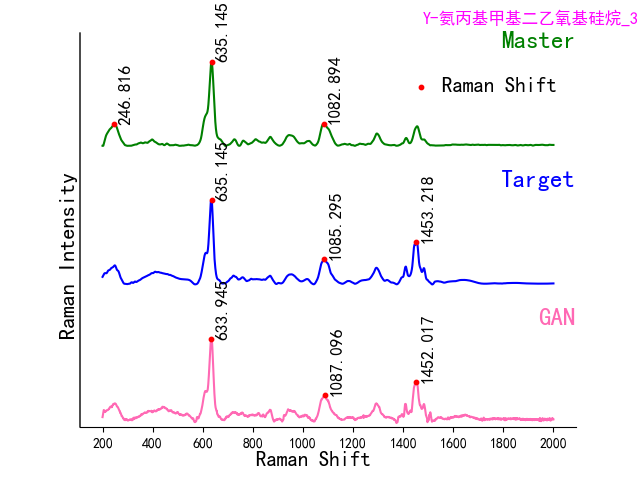 Y-氨丙基甲基二乙氧基硅烷_3
Master
635.145
246.816
1082.894
Raman Shift
Target
635.145
1085.295
1453.218
GAN
633.945
1087.096
1452.017
Raman Intensity
200 400 600 800 1000 1200 1400 1600 1800 2000
Raman Shift